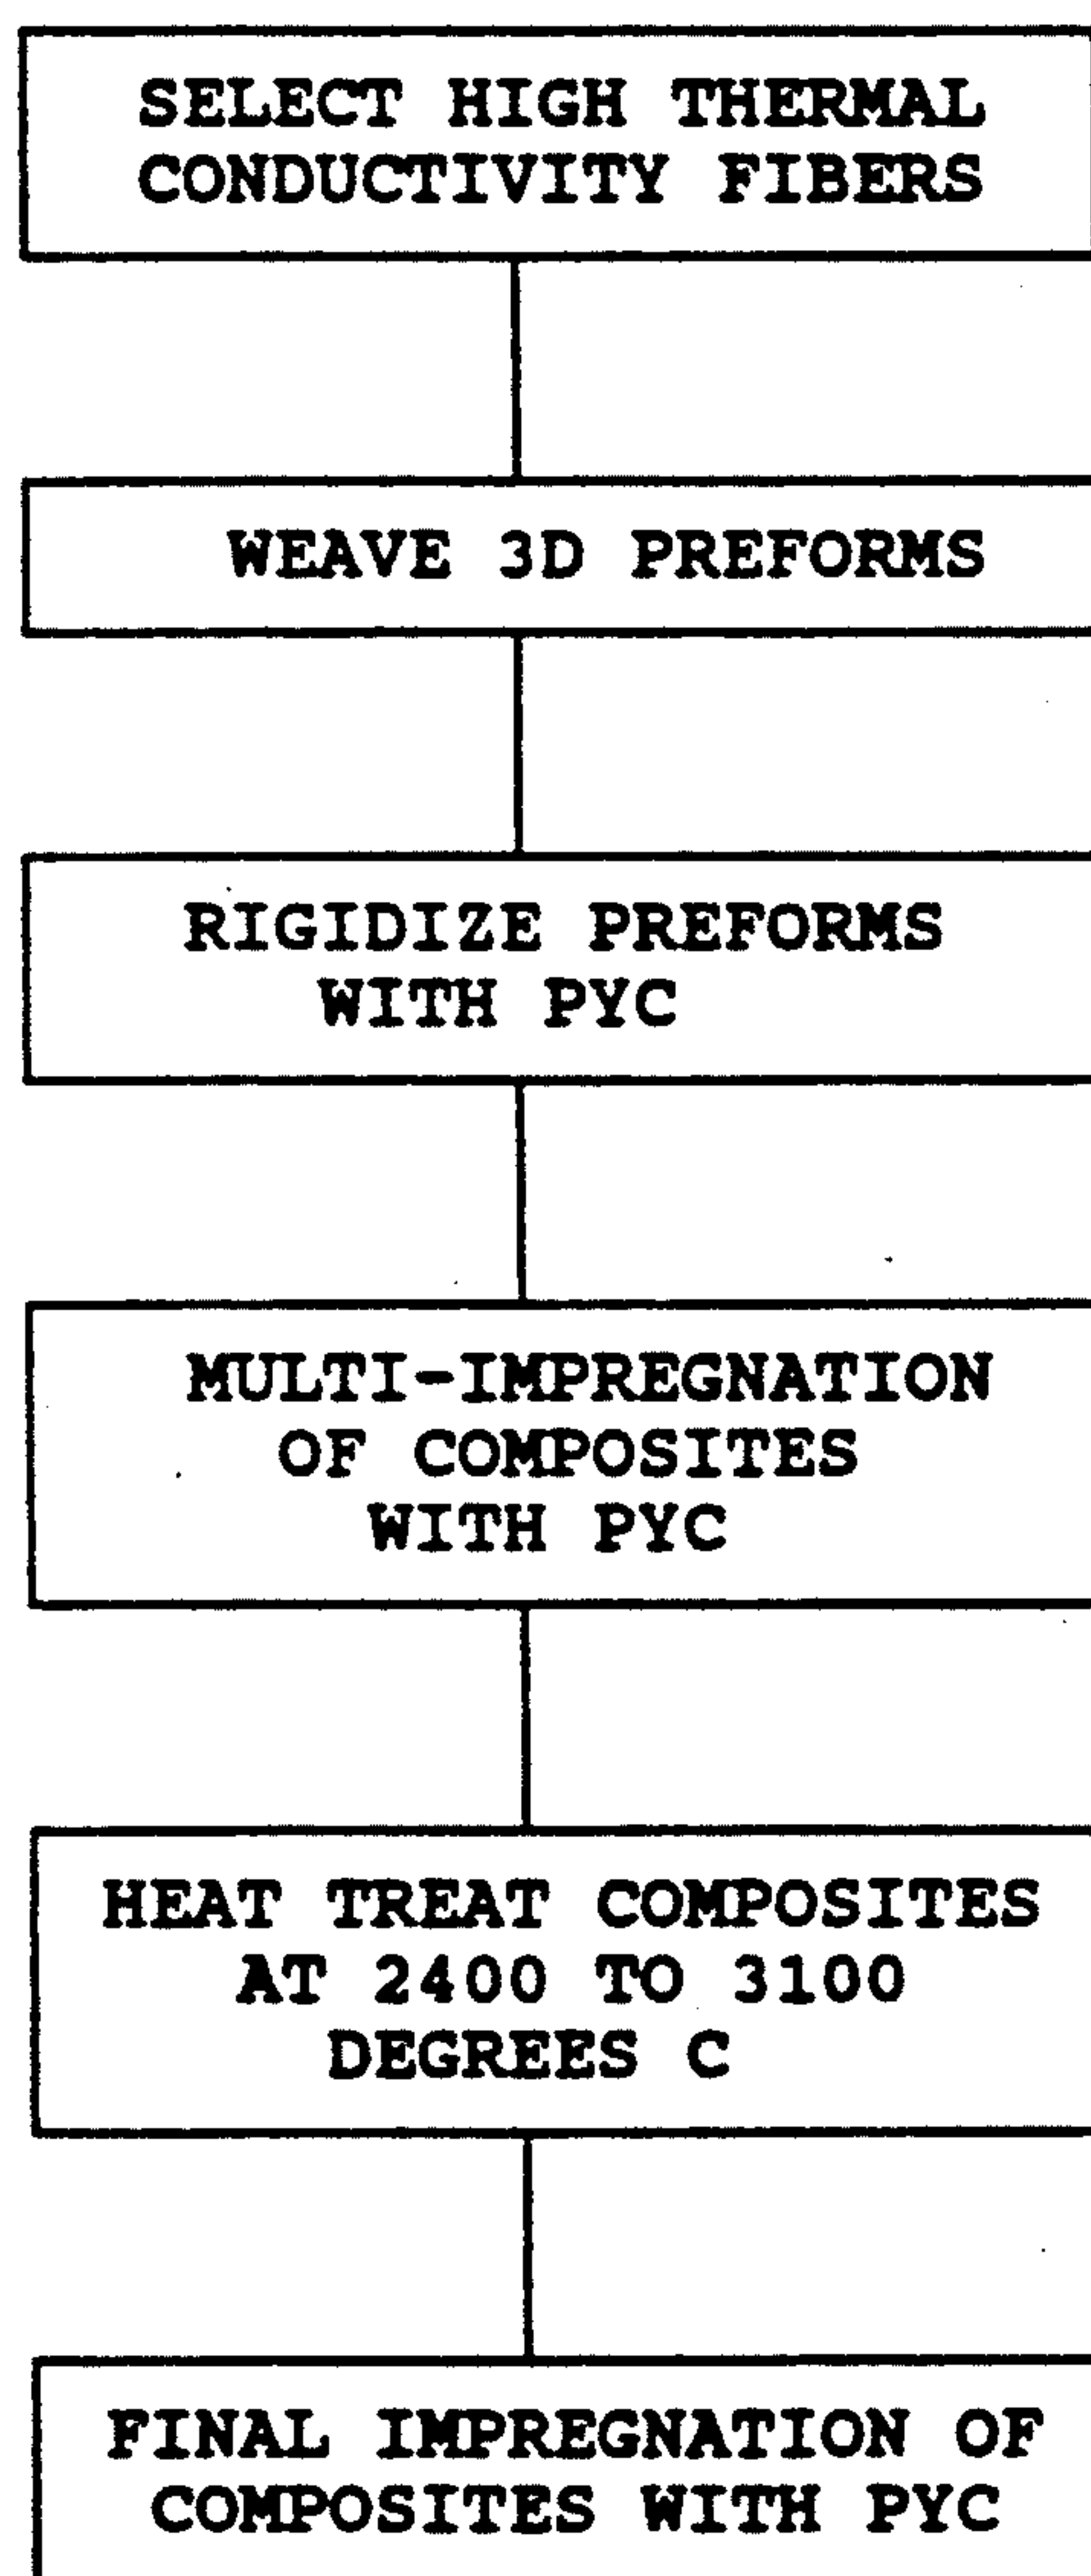 SELECT HIGH THERMAL
CONDUCTIVITY FIBERS
WEAVE 3D PREFORMS
RIGIDIZE PREFORMS
WITH PYC
MULTI-IMPREGNATION
OF COMPOSITES
WITH PYC
HEAT TREAT COMPOSITES
AT 2400 TO 3100
DEGREES C
FINAL IMPREGNATION OF
COMPOSITES WITH PYC